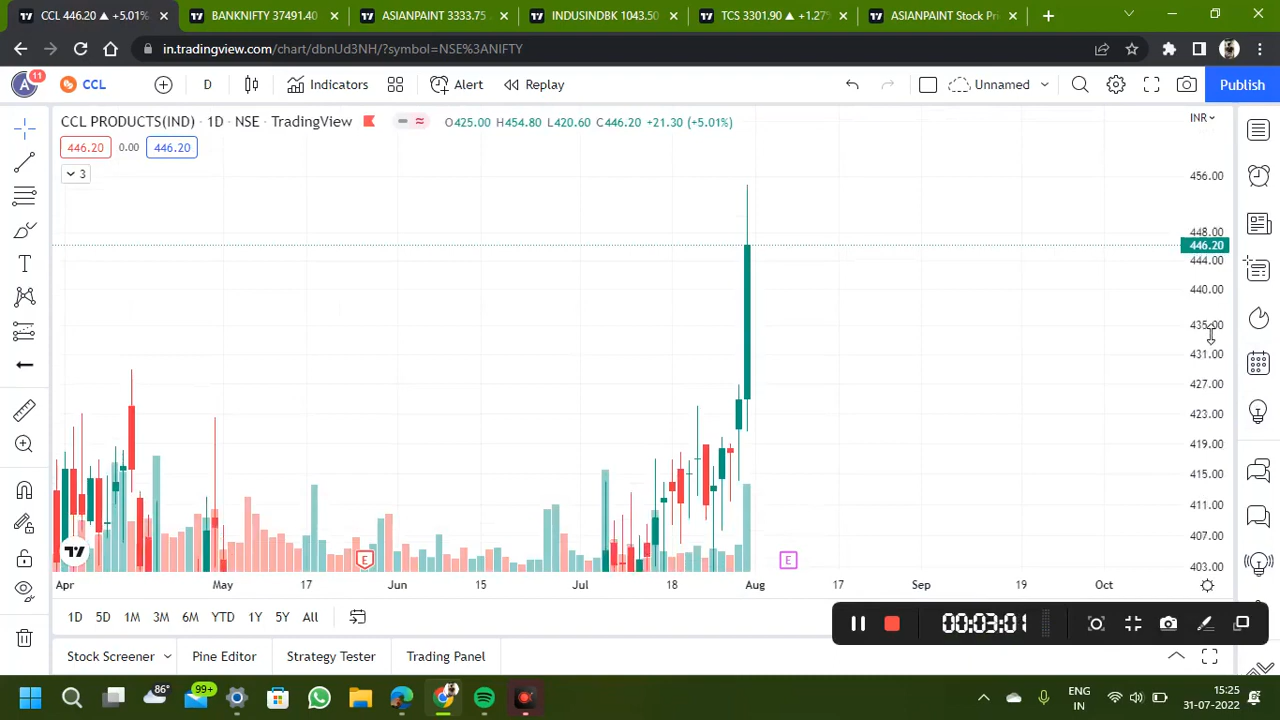 CCL 446.20 ▲ +5.01%
BANKNIFTY 37491.40
ASIANPAINT 3333.75
INDUSINDBK 1043.50
TCS 3301.90 ▲ +1.27%
ASIANPAINT Stock Pri
in.tradingview.com/chart/dbnUd3NH/?symbol=NSE%3ANIFTY
A 11 CCL D Indicators Alert Replay Unnamed Publish
CCL PRODUCTS(IND) · 1D · NSE · TradingView O425.00 H454.80 L420.60 C446.20 +21.30 (+5.01%)
INR
446.20 0.00 446.20
3
456.00
448.00
446.20
444.00
440.00
435.00
431.00
427.00
423.00
419.00
415.00
411.00
407.00
403.00
E E
Apr May 17 Jun 15 Jul 18 Aug 17 Sep 19 Oct
1D 5D 1M 3M 6M YTD 1Y 5Y All
00:03:01
Stock Screener Pine Editor Strategy Tester Trading Panel
86° 99+
ENG
IN
15:25
31-07-2022